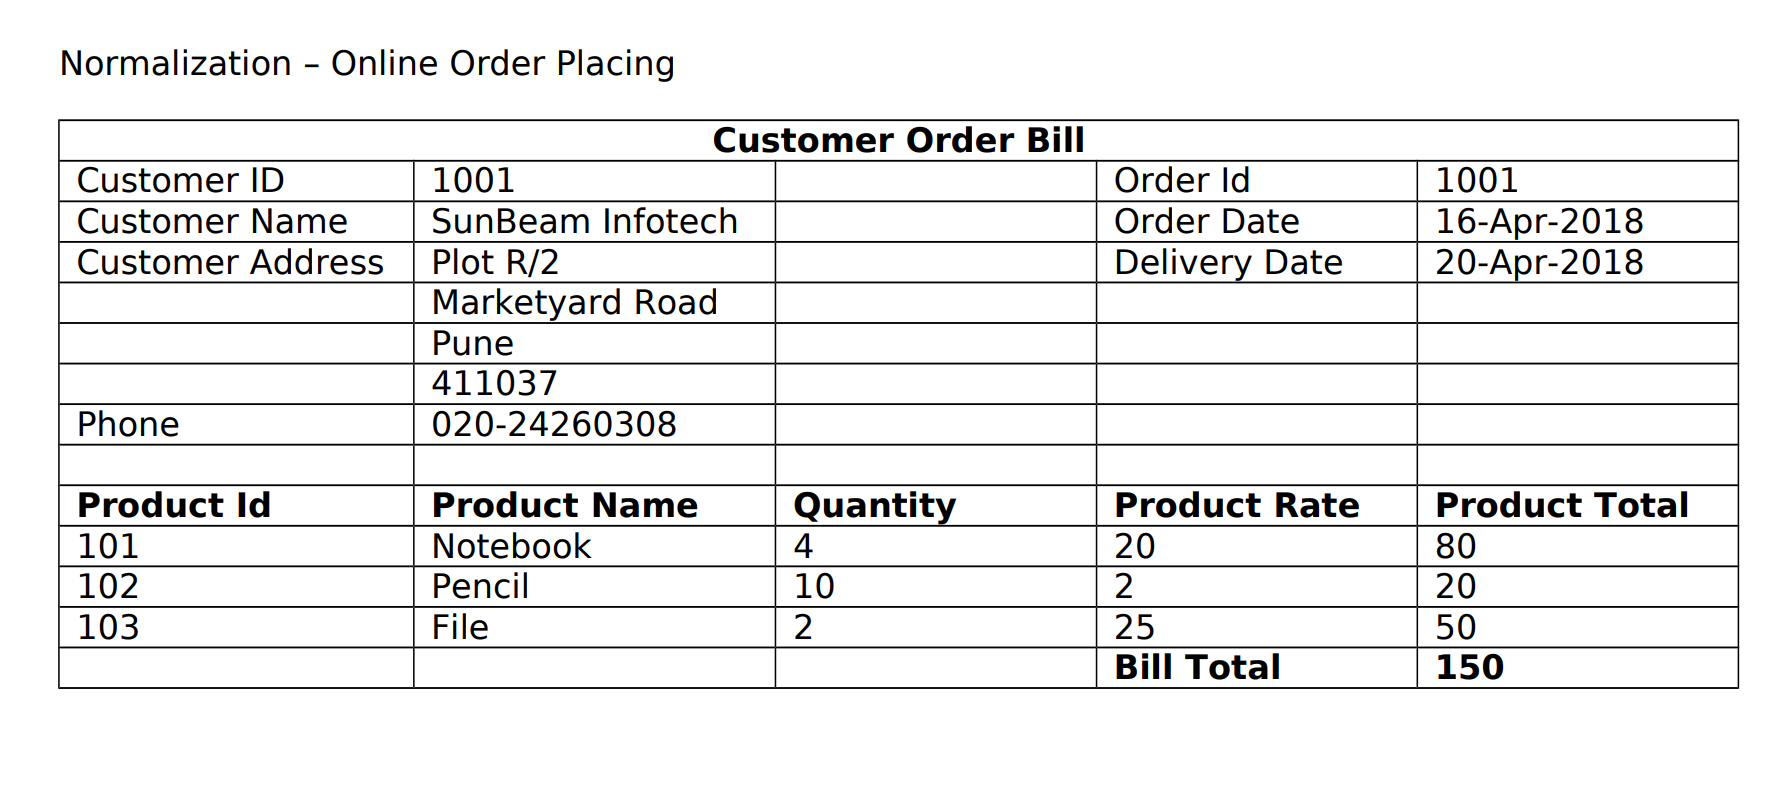 Normalization – Online Order Placing
Customer Order Bill
Customer ID 1001 Order Id 1001
Customer Name SunBeam Infotech Order Date 16-Apr-2018
Customer Address Plot R/2 Delivery Date 20-Apr-2018
Marketyard Road
Pune
411037
Phone 020-24260308
Product Id Product Name Quantity Product Rate Product Total
101 Notebook 4 20 80
102 Pencil 10 2 20
103 File 2 25 50
Bill Total 150